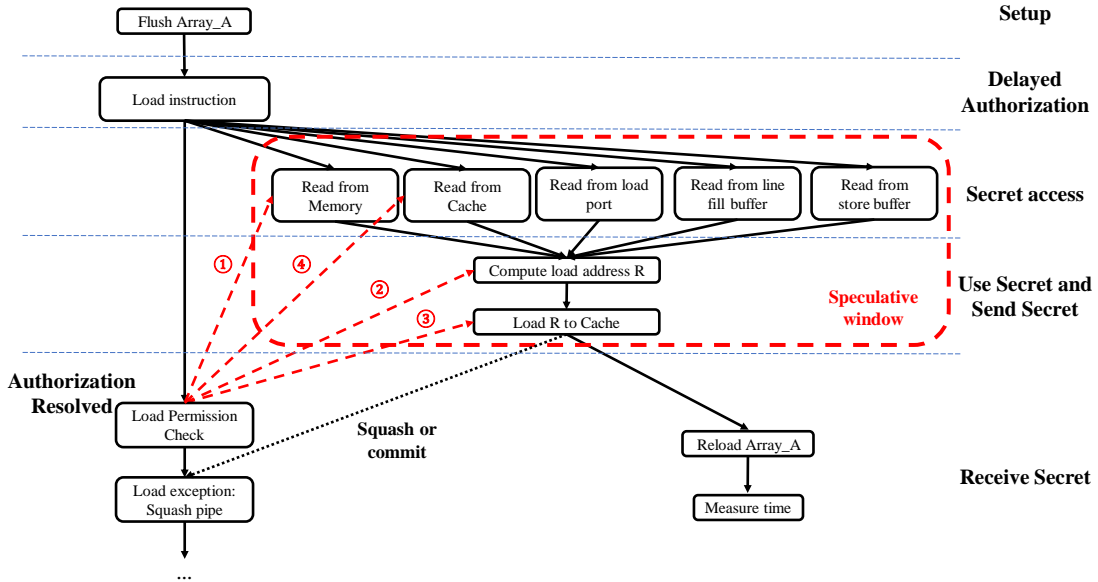 Setup
Flush Array_A
Delayed
Authorization
Load instruction
Secret access
Read from
Memory
Read from
Cache
Read from load
port
Read from line
fill buffer
Read from
store buffer
①
④
②
③
Compute load address R
Load R to Cache
Speculative
window
Use Secret and
Send Secret
Authorization
Resolved
Load Permission
Check
Squash or
commit
Load exception:
Squash pipe
...
Reload Array_A
Measure time
Receive Secret